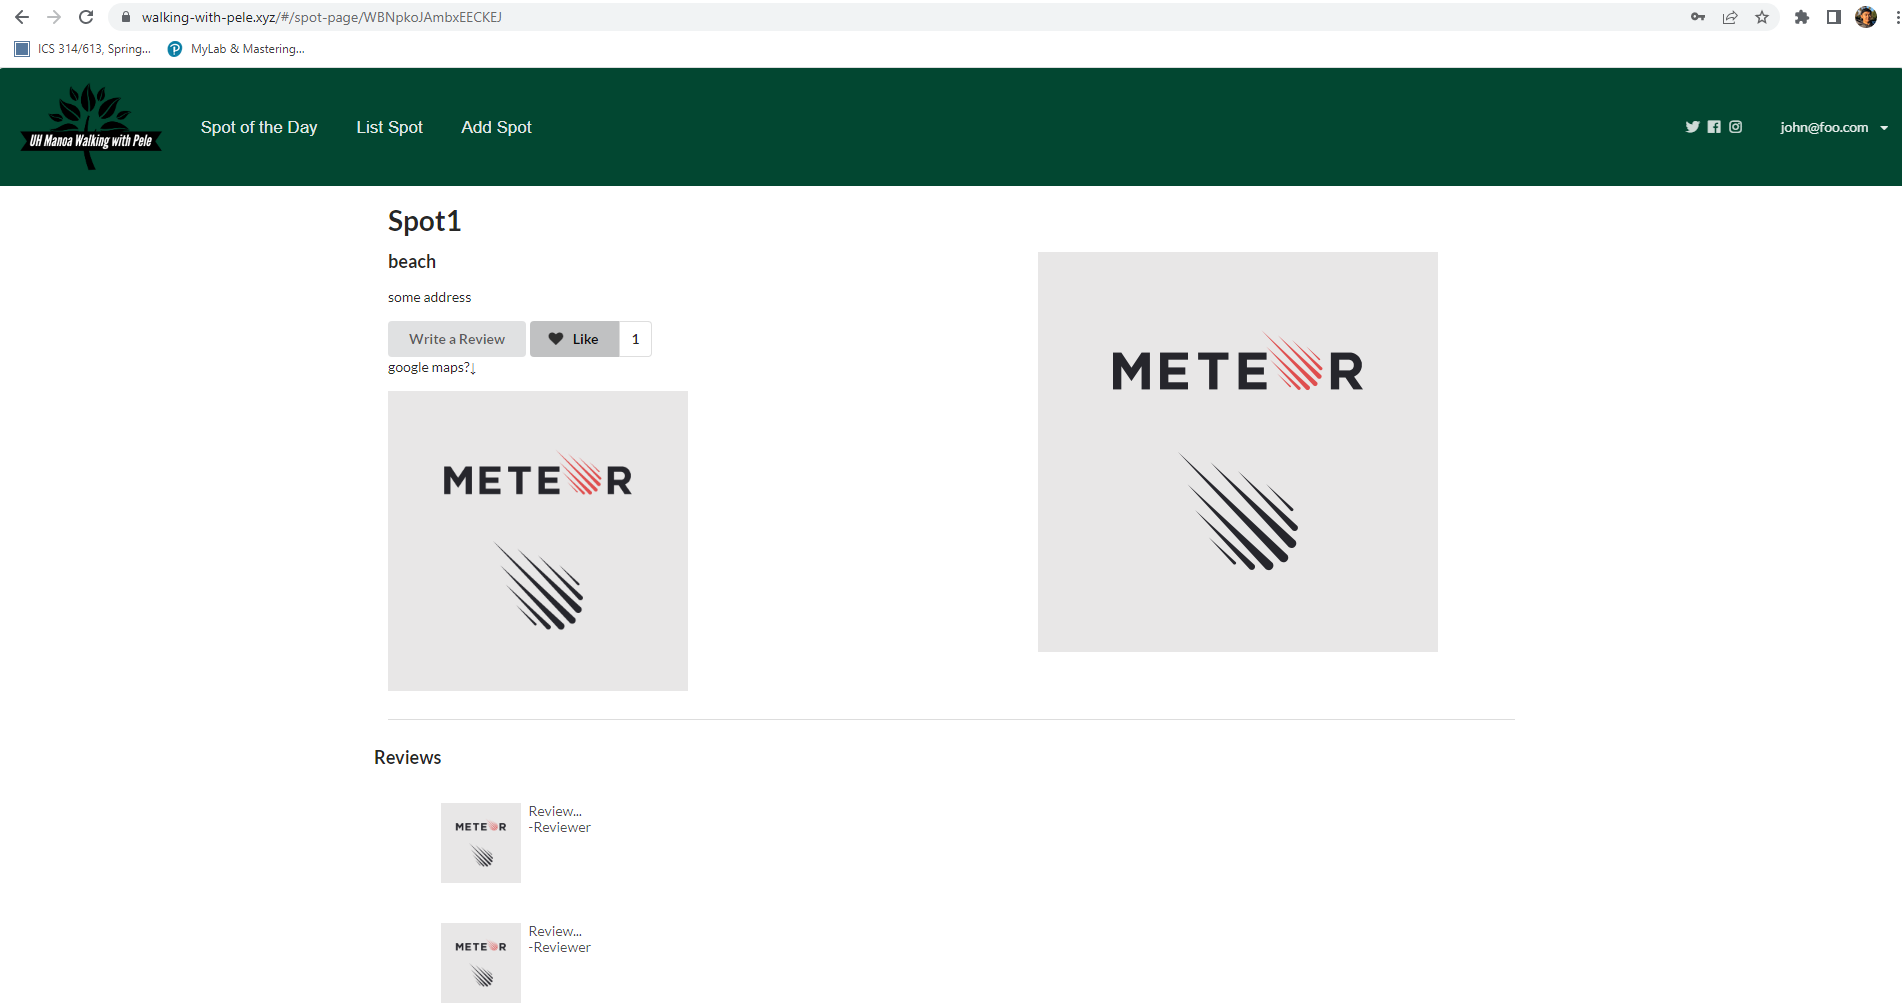 walking-with-pele.xyz/#/spot-page/WBNpkoJAmbxEECKEJ
ICS 314/613, Spring...
MyLab & Mastering...
UH Manoa Walking with Pele
Spot of the Day
List Spot
Add Spot
john@foo.com
Spot1
beach
some address
Write a Review
Like
1
google maps?↓
METEOR
METEOR
Reviews
METEOR
Review...
-Reviewer
METEOR
Review...
-Reviewer